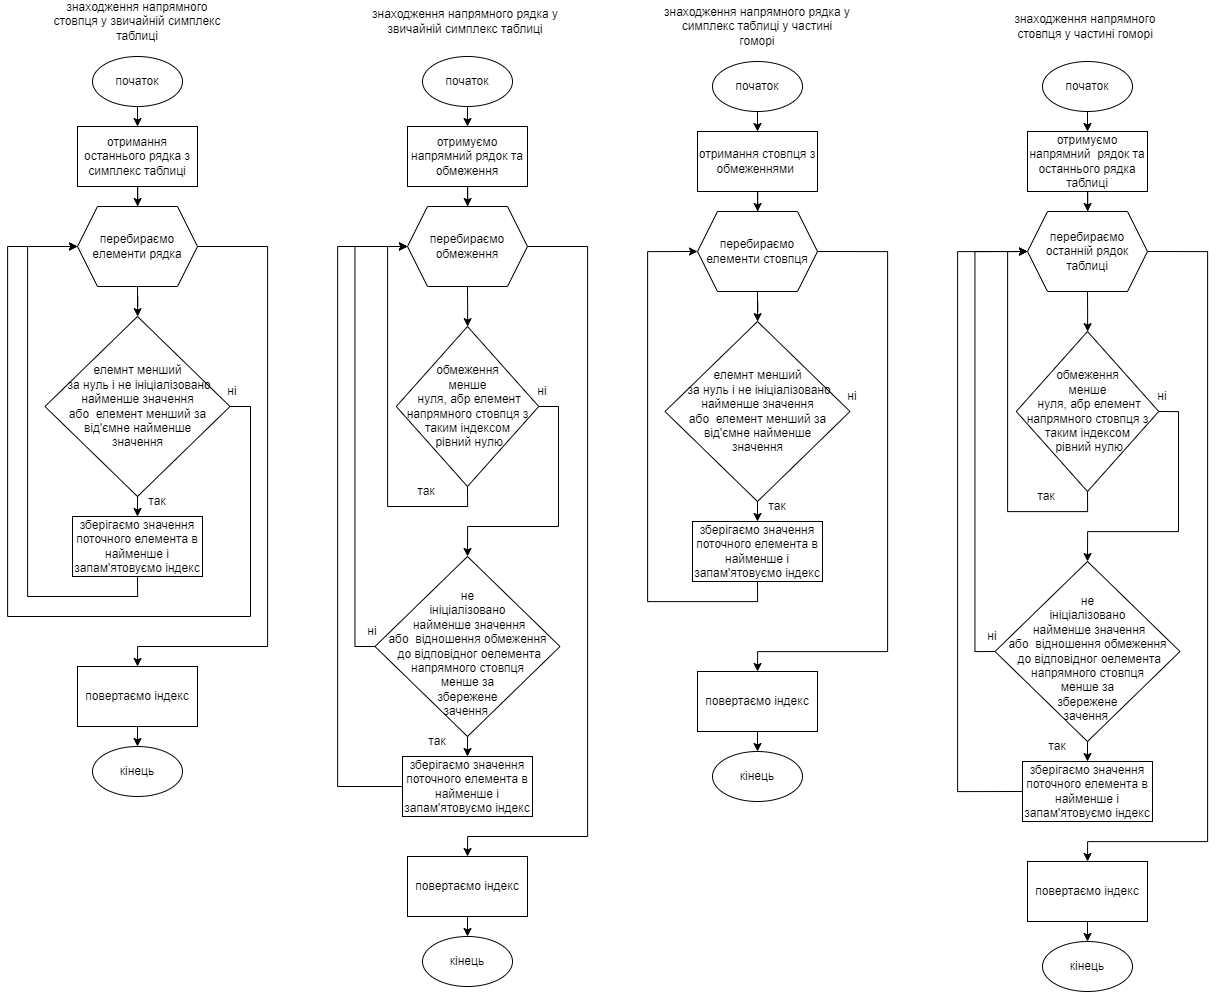 знаходження напрямного
стовпця у звичайній симплекс
таблиці
початок
отримання
останнього рядка з
симплекс таблиці
перебираємо
елементи рядка
елемнт менший
за нуль і не ініціалізовано
найменше значення
або  елемент менший за
від'ємне найменше
значення
ні
так
зберігаємо значення
поточного елемента в
найменше і
запам'ятовуємо індекс
повертаємо індекс
кінець
знаходження напрямного рядка у
звичайній симплекс таблиці
початок
отримуємо
напрямний рядок та
обмеження
перебираємо
обмеження
обмеження
менше
нуля, абр елемент
напрямного стовпця з
таким індексом
рівний нулю
ні
так
не
ініціалізовано
найменше значення
або  відношення обмеження
до відповідного оелемента
напрямного стовпця
менше за
збережене
зачення
ні
так
зберігаємо значення
поточного елемента в
найменше і
запам'ятовуємо індекс
повертаємо індекс
кінець
знаходження напрямного рядка у
симплекс таблиці у частині
гоморі
початок
отримання стовпця з
обмеженнями
перебираємо
елементи стовпця
елемнт менший
за нуль і не ініціалізовано
найменше значення
або  елемент менший за
від'ємне найменше
значення
ні
так
зберігаємо значення
поточного елемента в
найменше і
запам'ятовуємо індекс
повертаємо індекс
кінець
знаходження напрямного
стовпця у частині гоморі
початок
отримуємо
напрямний  рядок та
останнього рядка
таблиці
перебираємо
останній рядок
таблиці
обмеження
менше
нуля, абр елемент
напрямного стовпця з
таким індексом
рівний нулю
ні
так
не
ініціалізовано
найменше значення
або  відношення обмеження
до відповідного оелемента
напрямного стовпця
менше за
збережене
зачення
ні
так
зберігаємо значення
поточного елемента в
найменше і
запам'ятовуємо індекс
повертаємо індекс
кінець